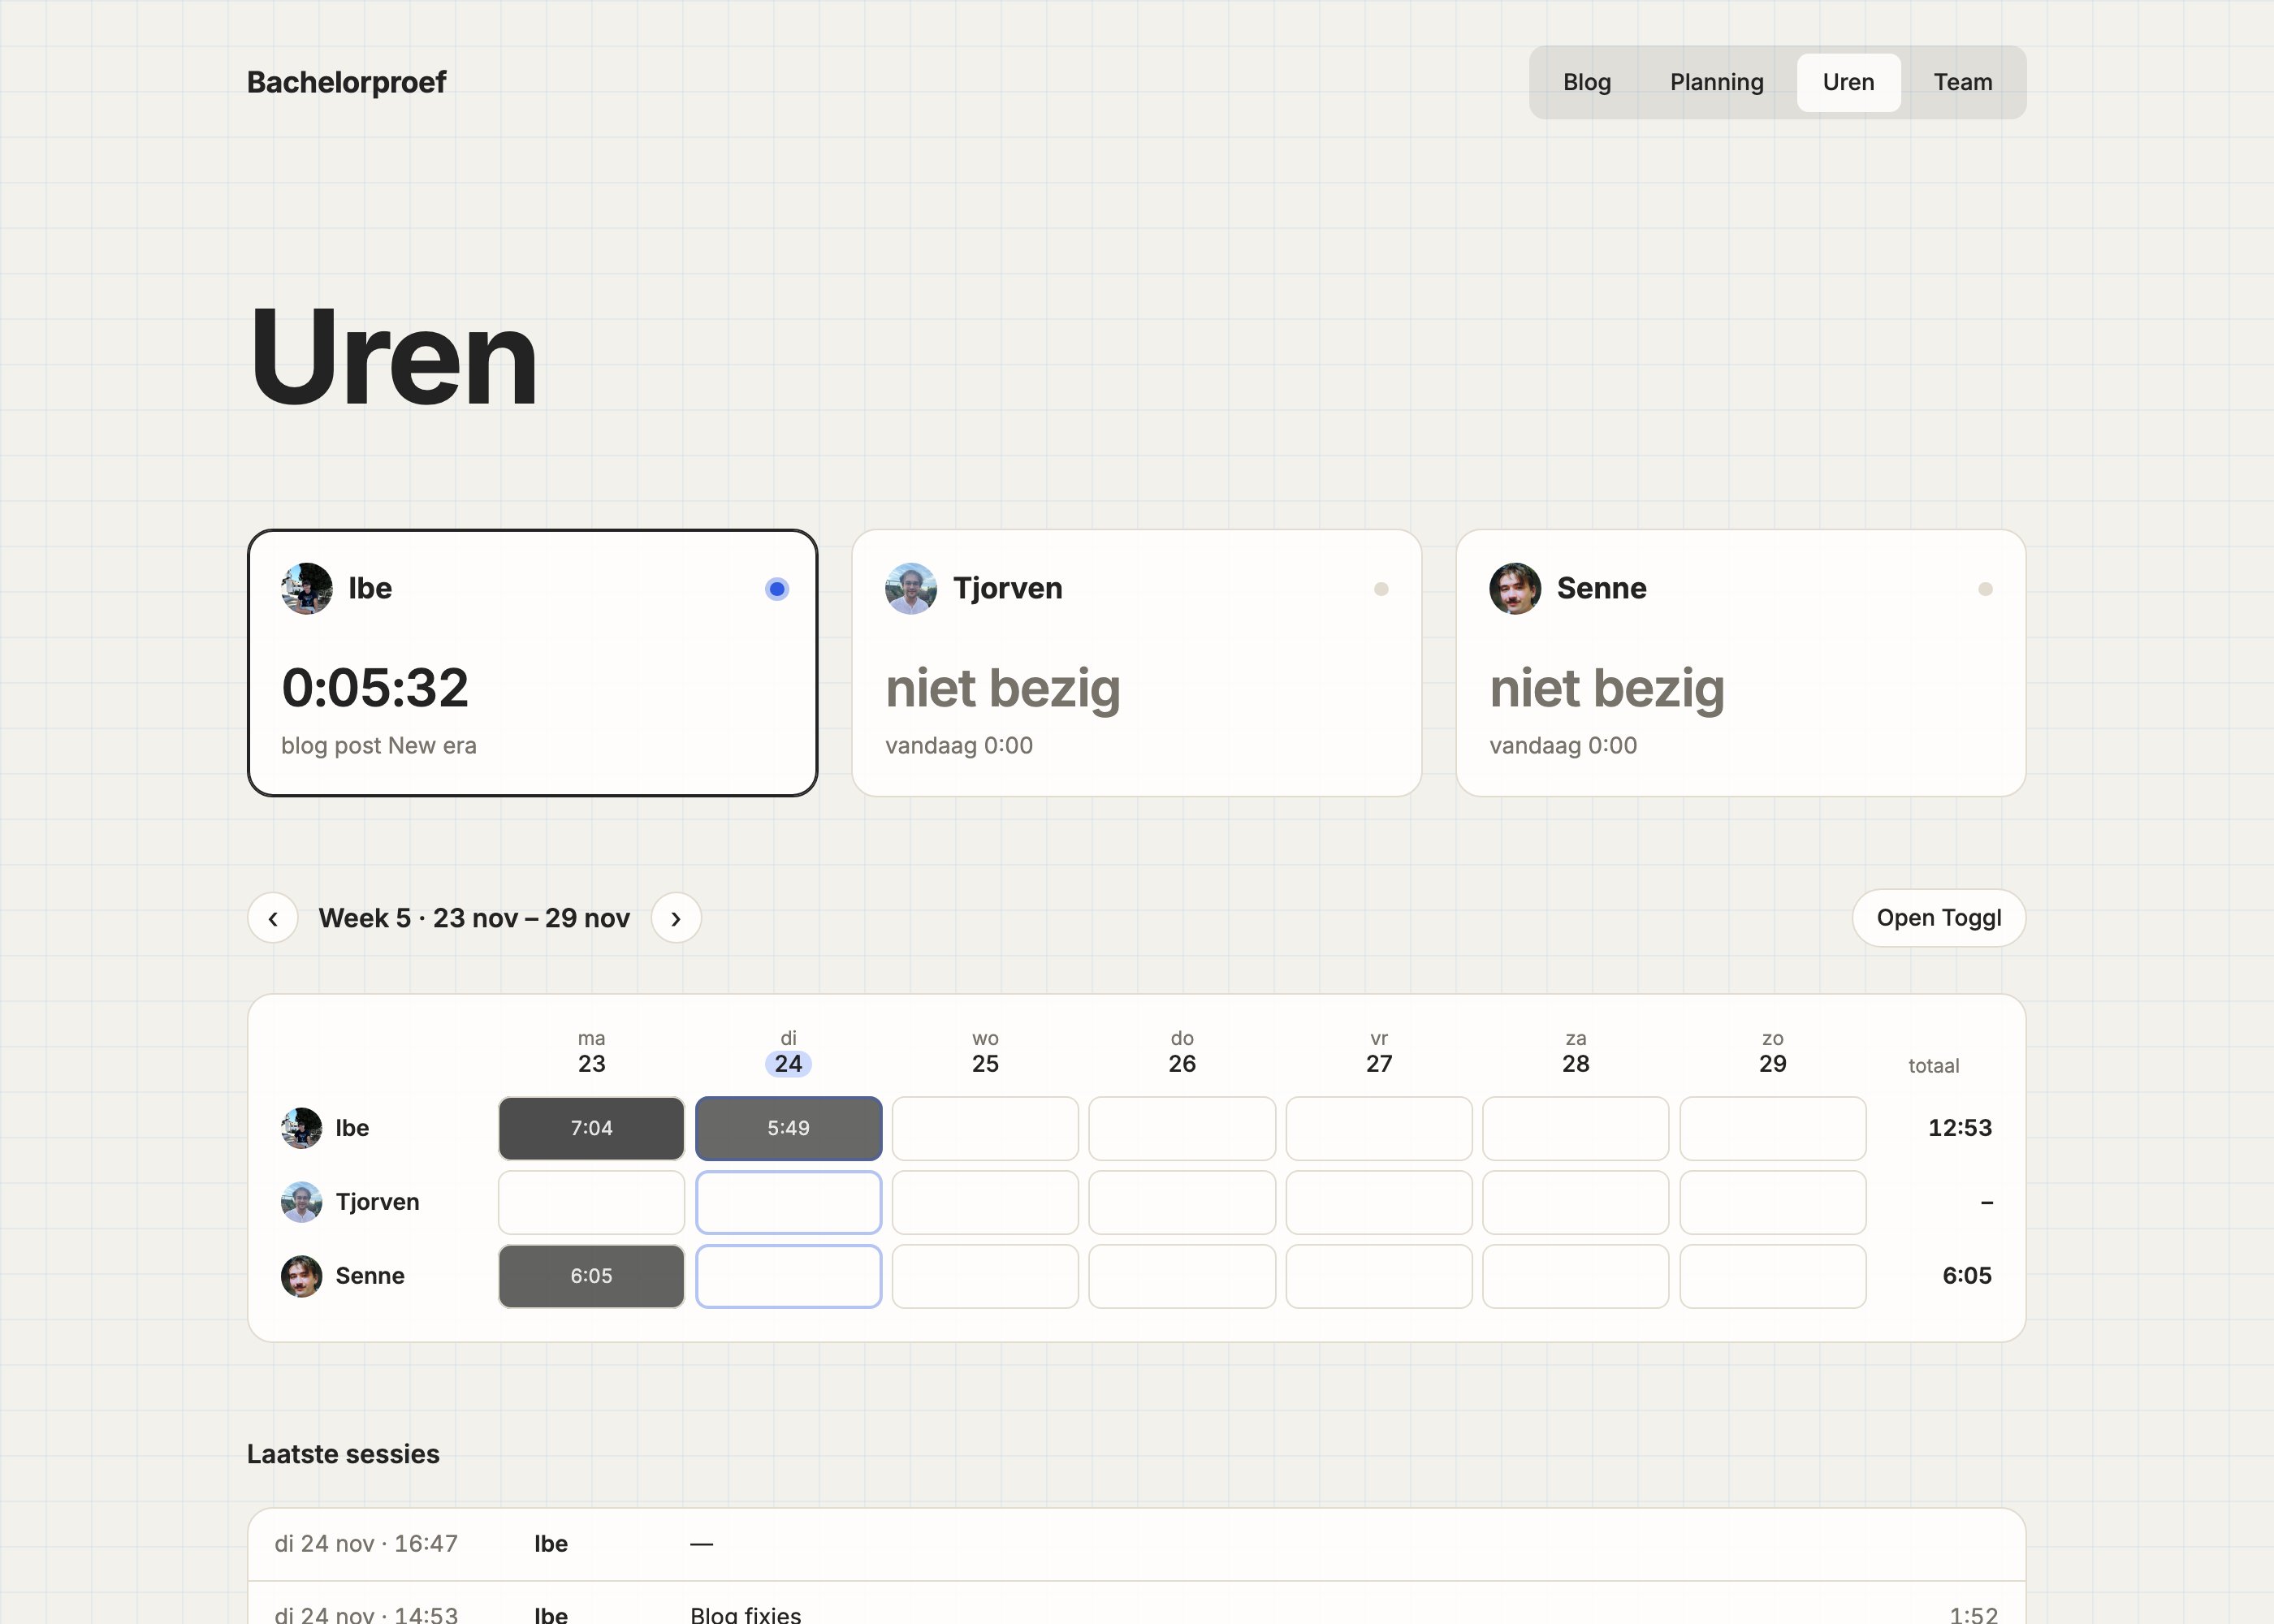 Bachelorproef
Blog Planning Uren Team
Uren
Ibe
0:05:32
blog post New era
Tjorven
niet bezig
vandaag 0:00
Senne
niet bezig
vandaag 0:00
‹ Week 5 · 23 nov – 29 nov ›
Open Toggl
ma di wo do vr za zo
23 24 25 26 27 28 29 totaal
Ibe 7:04 5:49 12:53
Tjorven –
Senne 6:05 6:05
Laatste sessies
di 24 nov · 16:47 Ibe —
di 24 nov · 14:53 Ibe Blog fixjes 1:52